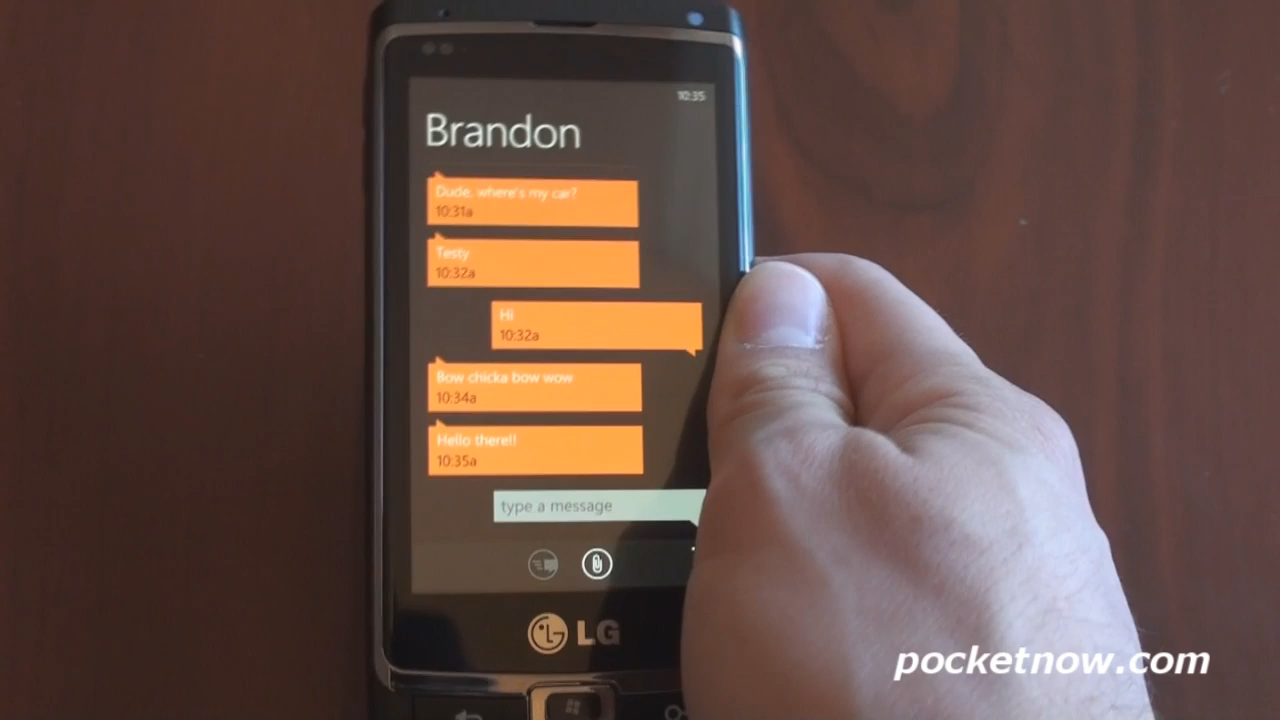 10:35
Brandon
Dude, where's my car?
10:31a
Testy
10:32a
Hi
10:32a
Bow chicka bow wow
10:34a
Hello there!!
10:35a
type a message
LG
pocketnow.com